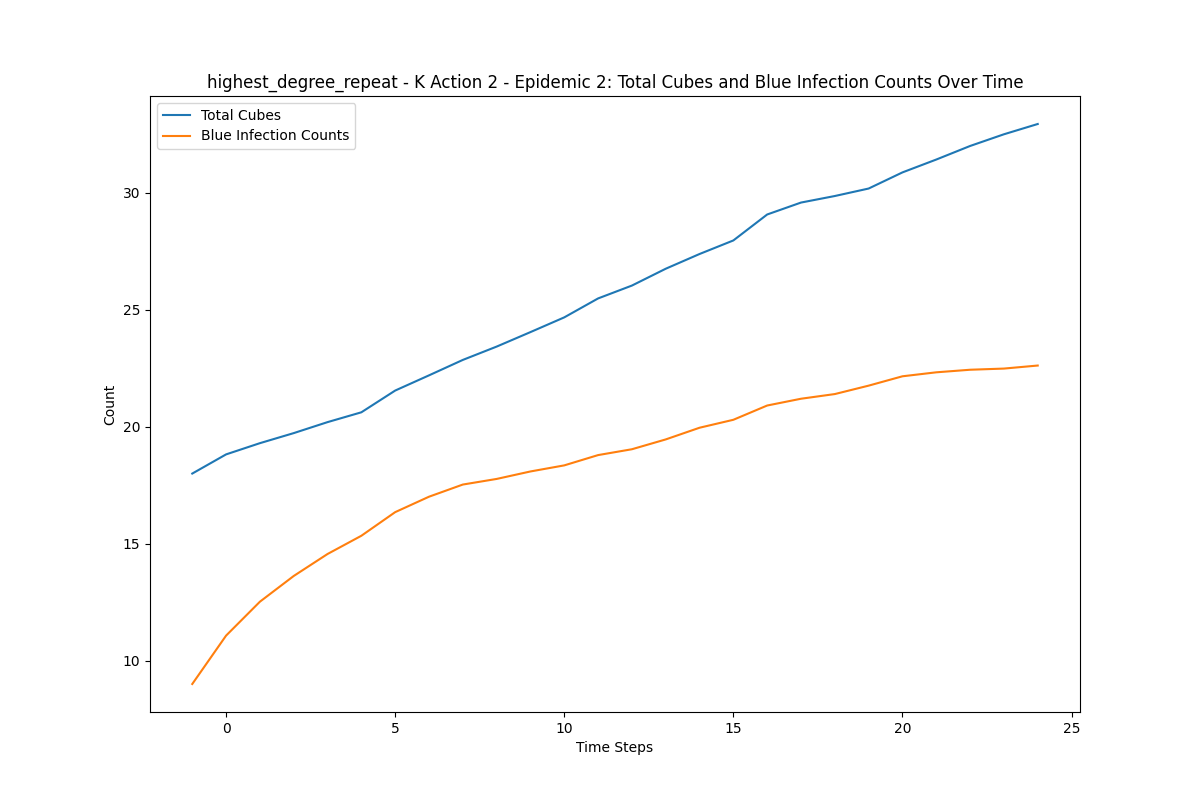 highest_degree_repeat - K Action 2 - Epidemic 2: Total Cubes and Blue Infection Counts Over Time
Total Cubes
Blue Infection Counts
30
25
20
15
10
Count
0 5 10 15 20 25
Time Steps